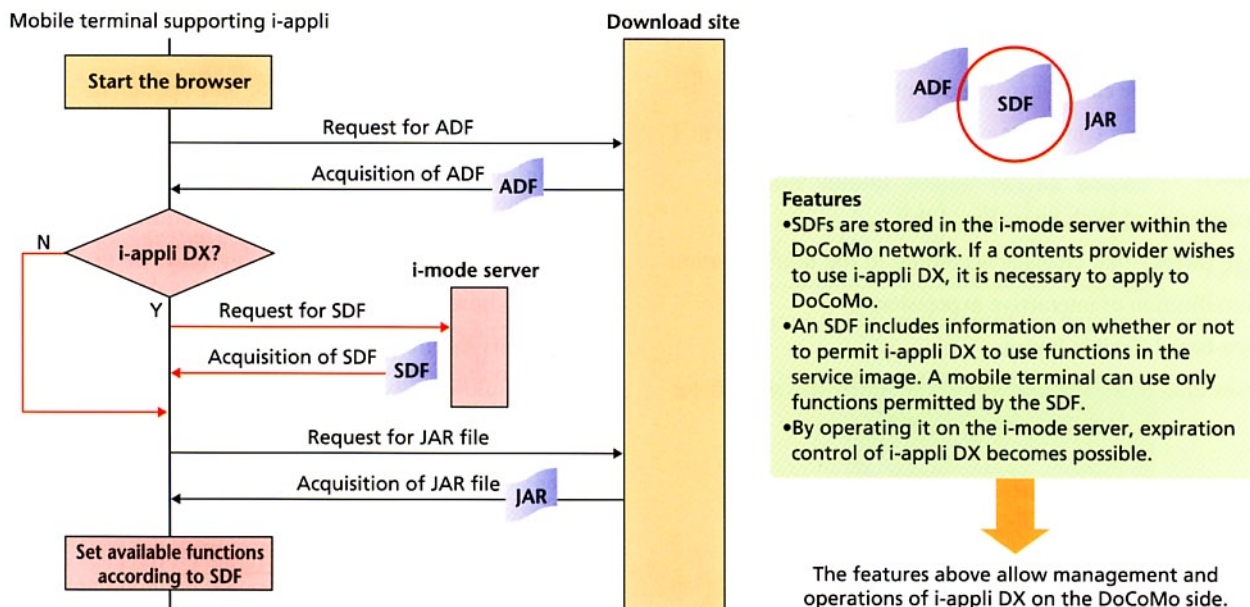 Mobile terminal supporting i-appli
Download site
Start the browser
Request for ADF
Acquisition of ADF
ADF
i-appli DX?
N
Y
i-mode server
Request for SDF
Acquisition of SDF
SDF
Request for JAR file
Acquisition of JAR file
JAR
Set available functions
according to SDF
ADF
SDF
JAR
Features
•SDFs are stored in the i-mode server within the
DoCoMo network. If a contents provider wishes
to use i-appli DX, it is necessary to apply to
DoCoMo.
•An SDF includes information on whether or not
to permit i-appli DX to use functions in the
service image. A mobile terminal can use only
functions permitted by the SDF.
•By operating it on the i-mode server, expiration
control of i-appli DX becomes possible.
The features above allow management and
operations of i-appli DX on the DoCoMo side.